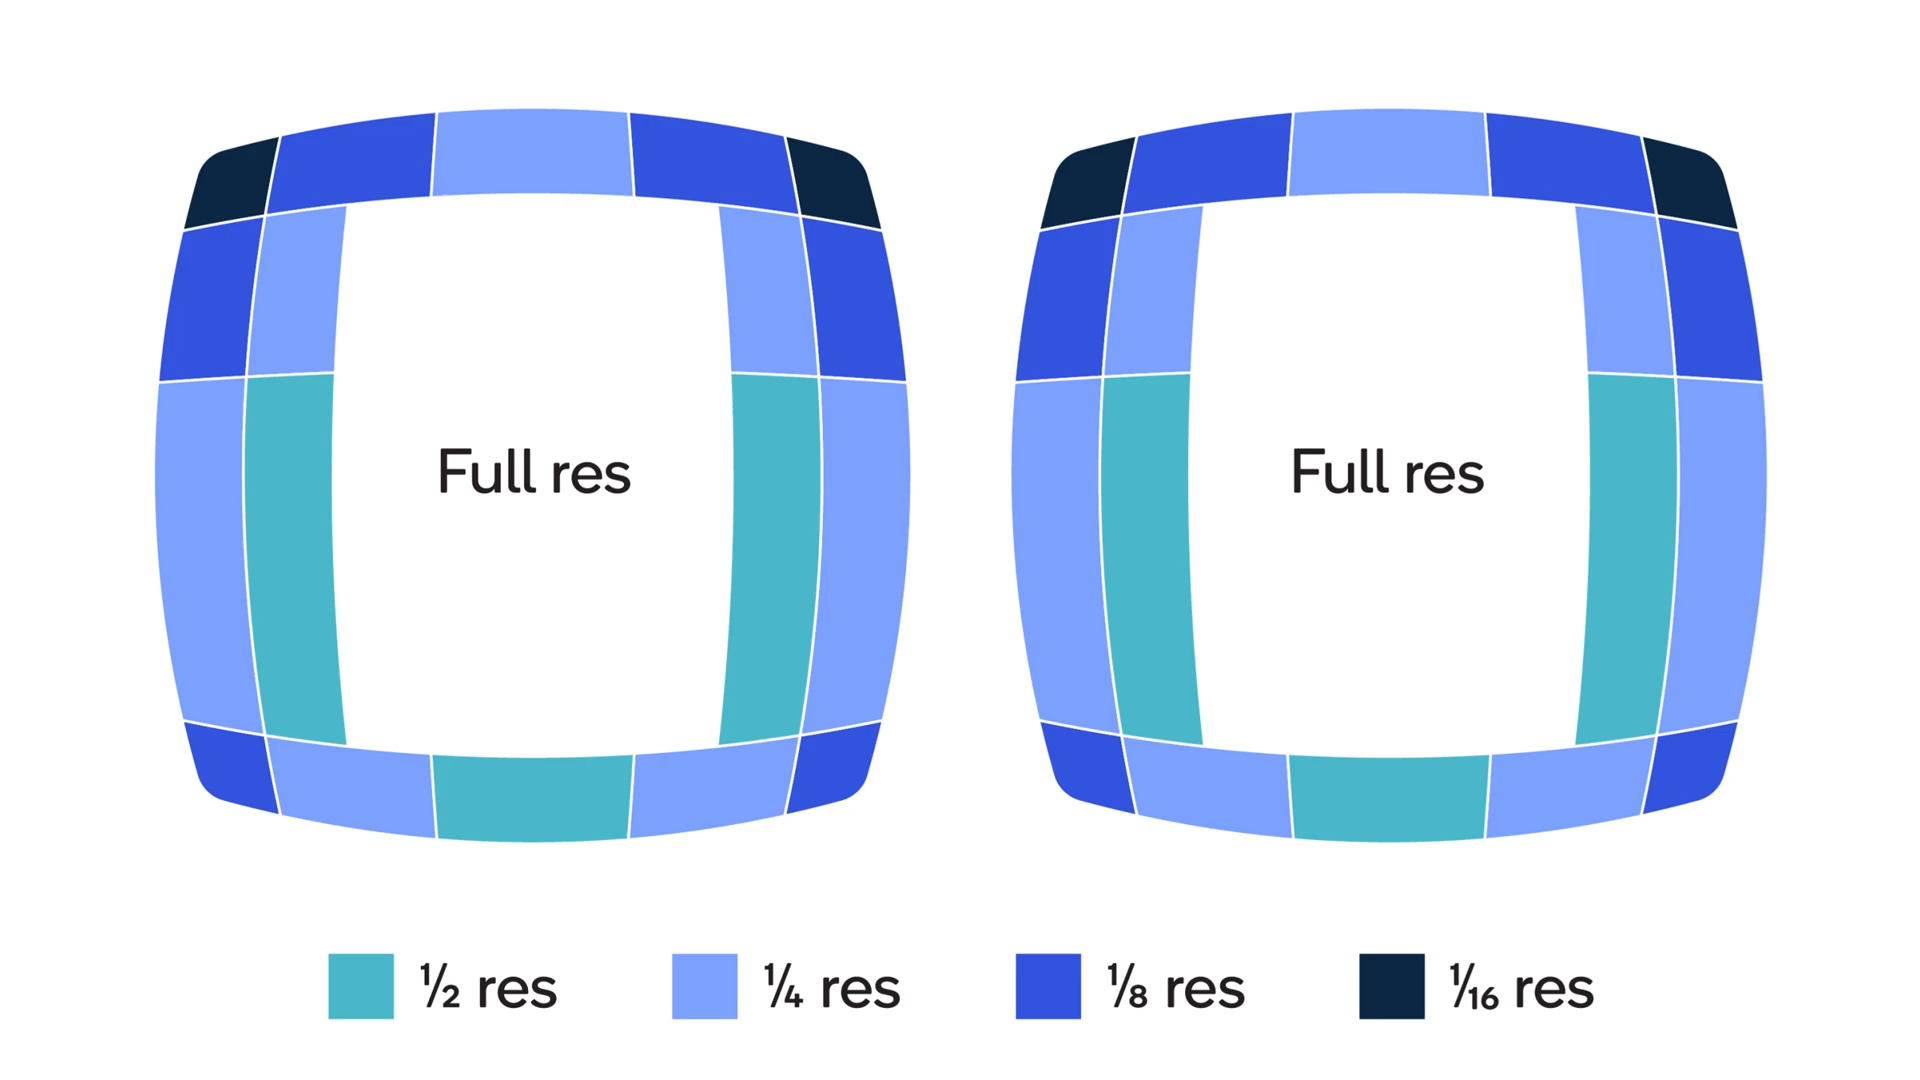 Full res
Full res
½ res
¼ res
⅛ res
1/16 res